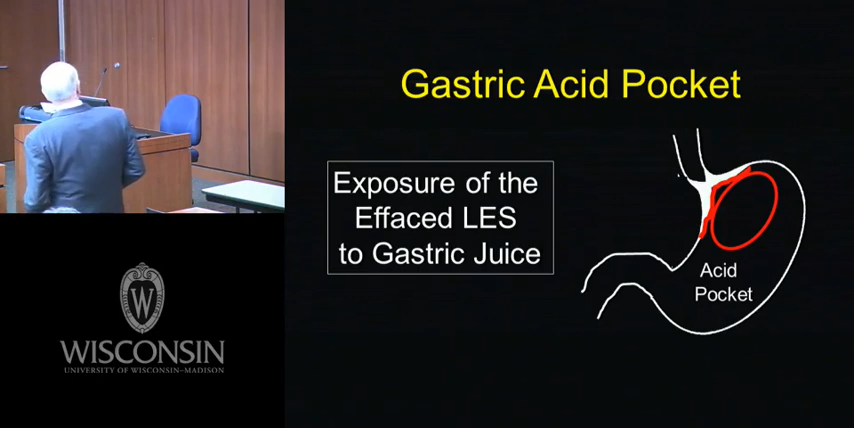 Gastric Acid Pocket
Exposure of the
Effaced LES
to Gastric Juice
Acid
Pocket
W
WISCONSIN
UNIVERSITY OF WISCONSIN–MADISON